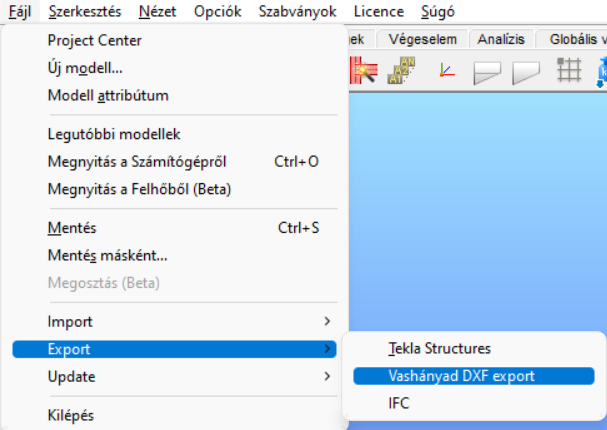 Fájl Szerkesztés Nézet Opciók Szabványok Licence Súgó
Project Center
Új modell...
Modell attribútum
Legutóbbi modellek
Megnyitás a Számítógépről Ctrl+O
Megnyitás a Felhőből (Beta)
Mentés Ctrl+S
Mentés másként...
Megosztás (Beta)
Import
Export
Update
Kilépés
Végeselem Analízis Globális
Tekla Structures
Vashányad DXF export
IFC